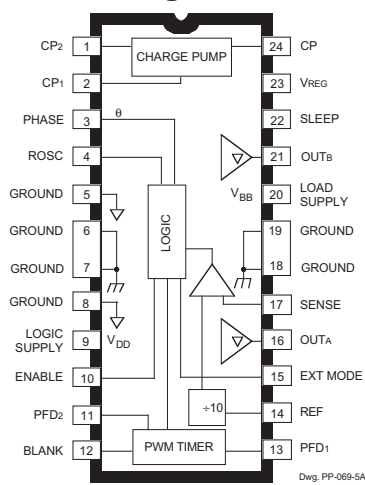 CP2 1 CHARGE PUMP 24 CP
CP1 2 23 VREG
PHASE 3 θ 22 SLEEP
ROSC 4 21 OUTB
GROUND 5 VBB 20 LOAD SUPPLY
GROUND 6 LOGIC 19 GROUND
GROUND 7 18 GROUND
GROUND 8 17 SENSE
LOGIC SUPPLY 9 VDD 16 OUTA
ENABLE 10 15 EXT MODE
PFD2 11 ÷10 14 REF
BLANK 12 PWM TIMER 13 PFD1
Dwg. PP-069-5A